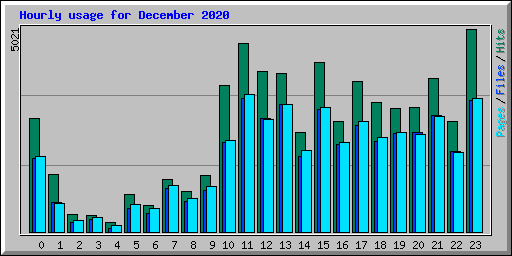 Hourly usage for December 2020
5021
Pages/Files/Hits
0 1 2 3 4 5 6 7 8 9 10 11 12 13 14 15 16 17 18 19 20 21 22 23